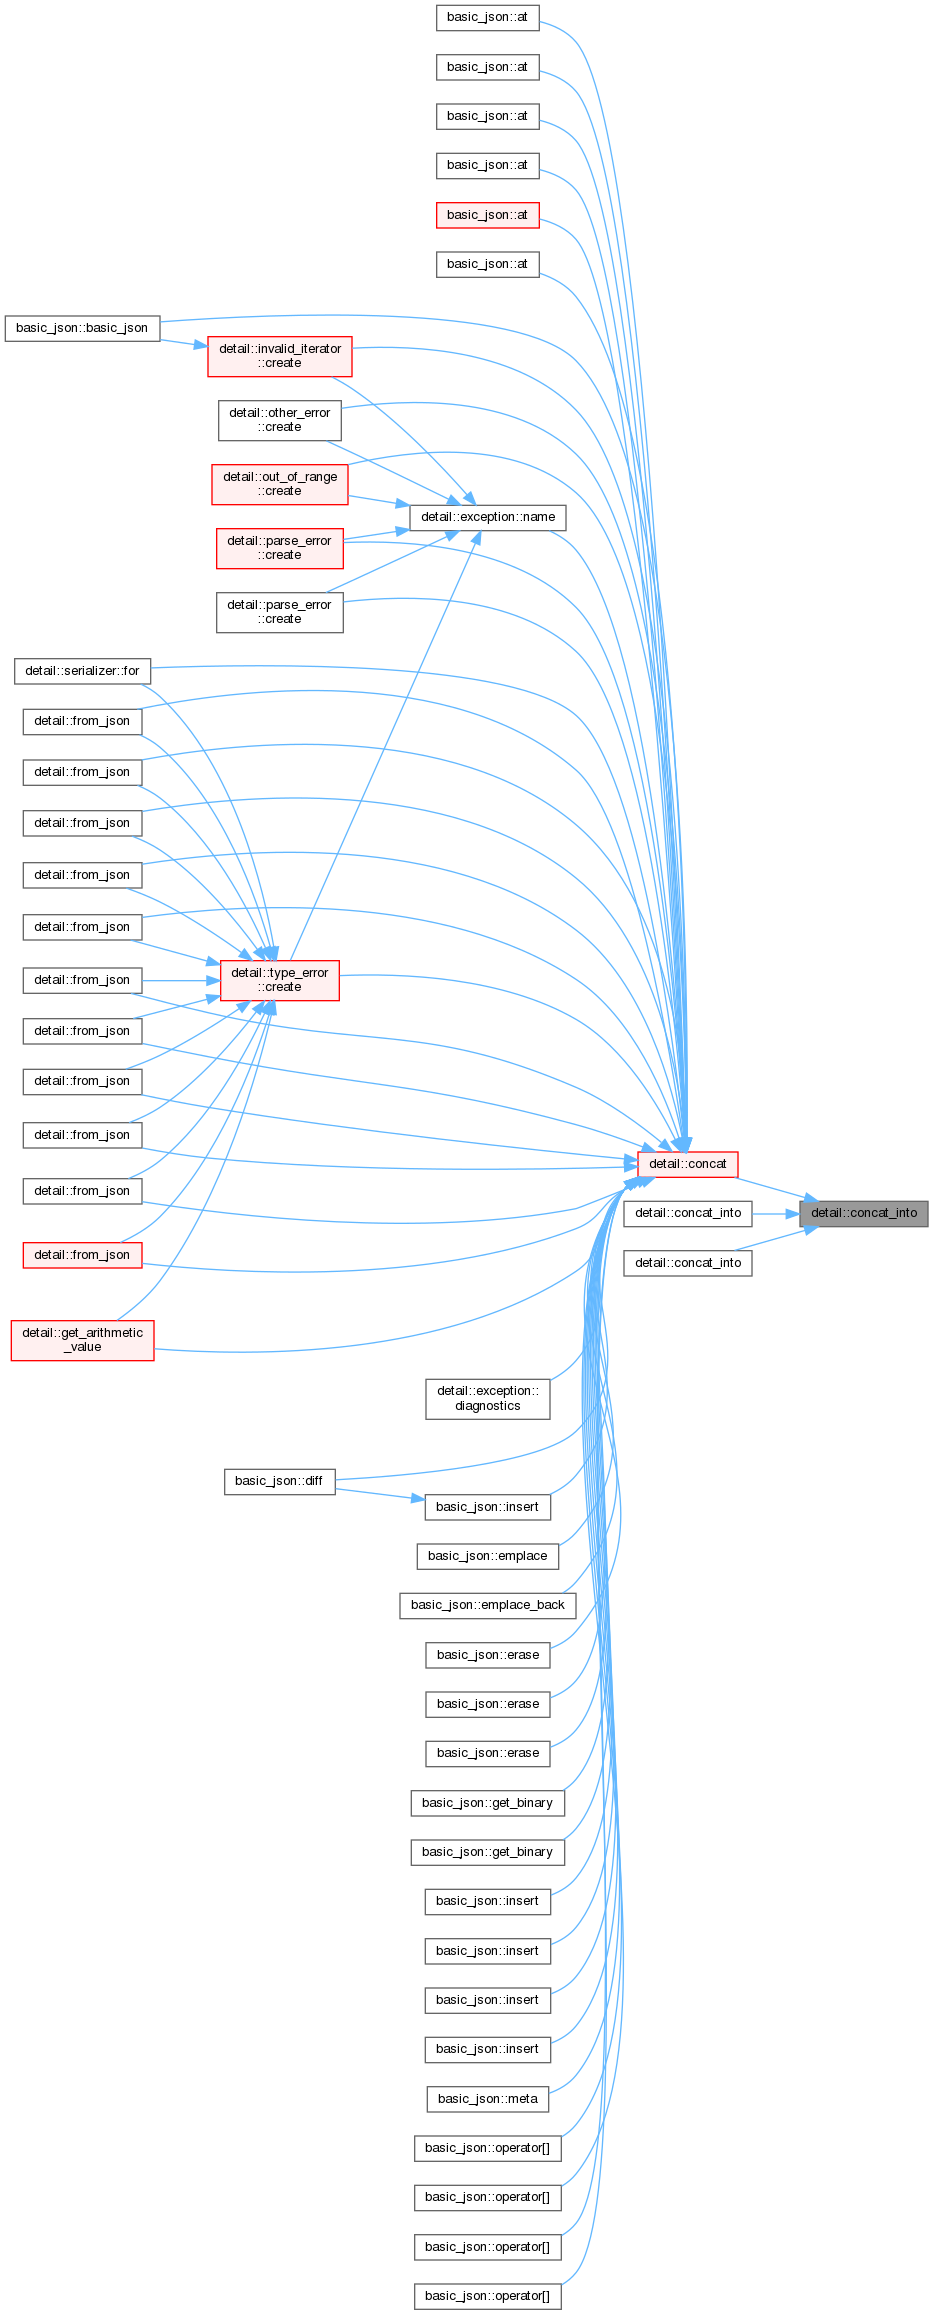 basic_json::at
basic_json::at
basic_json::at
basic_json::at
basic_json::at
basic_json::at
basic_json::basic_json
detail::invalid_iterator
::create
detail::other_error
::create
detail::out_of_range
::create
detail::exception::name
detail::parse_error
::create
detail::parse_error
::create
detail::serializer::for
detail::from_json
detail::from_json
detail::from_json
detail::from_json
detail::from_json
detail::type_error
::create
detail::from_json
detail::from_json
detail::from_json
detail::from_json
detail::concat
detail::from_json
detail::concat_into
detail::concat_into
detail::from_json
detail::concat_into
detail::get_arithmetic
_value
detail::exception::
diagnostics
basic_json::diff
basic_json::insert
basic_json::emplace
basic_json::emplace_back
basic_json::erase
basic_json::erase
basic_json::erase
basic_json::get_binary
basic_json::get_binary
basic_json::insert
basic_json::insert
basic_json::insert
basic_json::insert
basic_json::meta
basic_json::operator[]
basic_json::operator[]
basic_json::operator[]
basic_json::operator[]